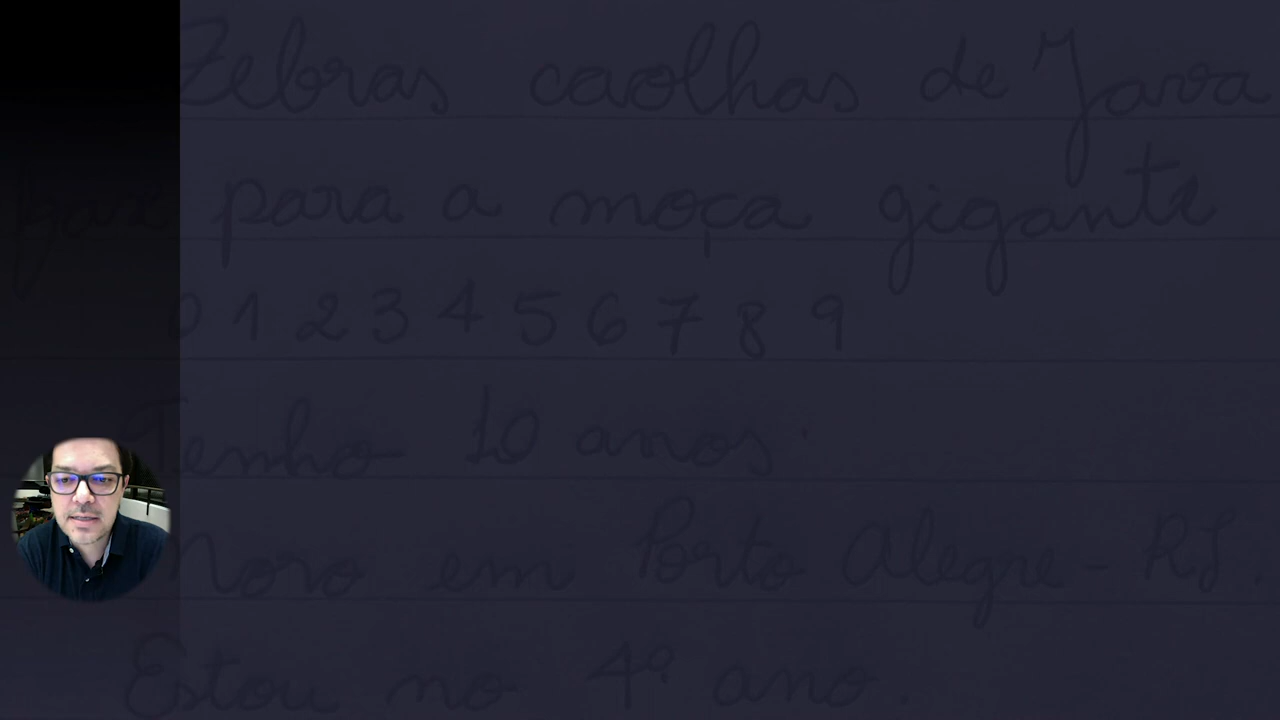 Zebras caolhas de Java
para a moça gigante
0 1 2 3 4 5 6 7 8 9
Tenho 10 anos.
Moro em Porto Alegre - RS.
Estou no 4º ano.